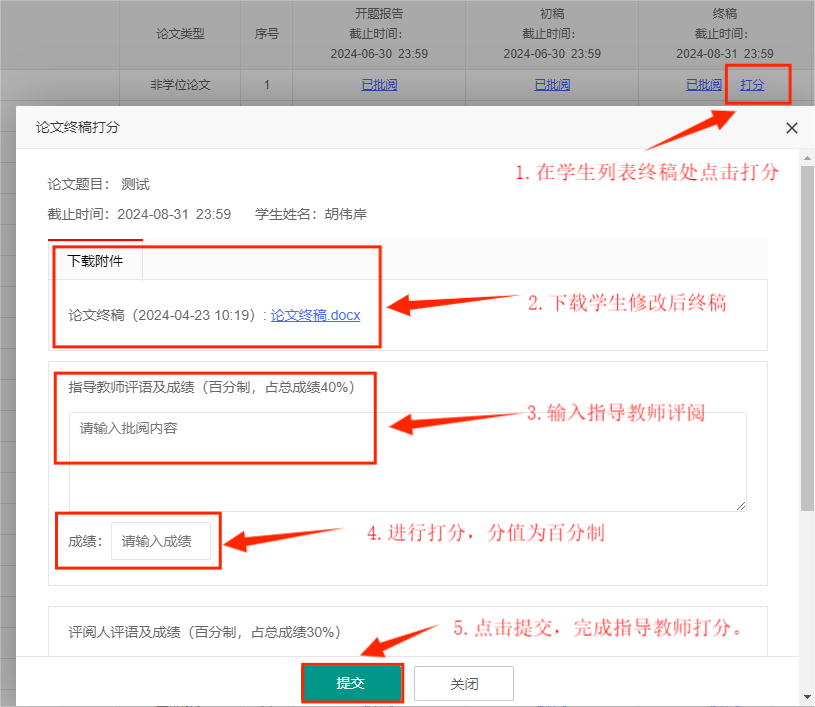 论文类型
序号
开题报告
截止时间:
2024-06-30 23:59
初稿
截止时间:
2024-06-30 23:59
终稿
截止时间:
2024-08-31 23:59
非学位论文
1
已批阅
已批阅
已批阅
打分
论文终稿打分
1.在学生列表终稿处点击打分
论文题目: 测试
截止时间: 2024-08-31 23:59 学生姓名: 胡伟岸
下载附件
论文终稿（2024-04-23 10:19）: 论文终稿.docx
2.下载学生修改后终稿
指导教师评语及成绩（百分制，占总成绩40%）
请输入批阅内容
3.输入指导教师评阅
成绩: 请输入成绩
4.进行打分，分值为百分制
评阅人评语及成绩（百分制，占总成绩30%）
5.点击提交，完成指导教师打分。
提交
关闭